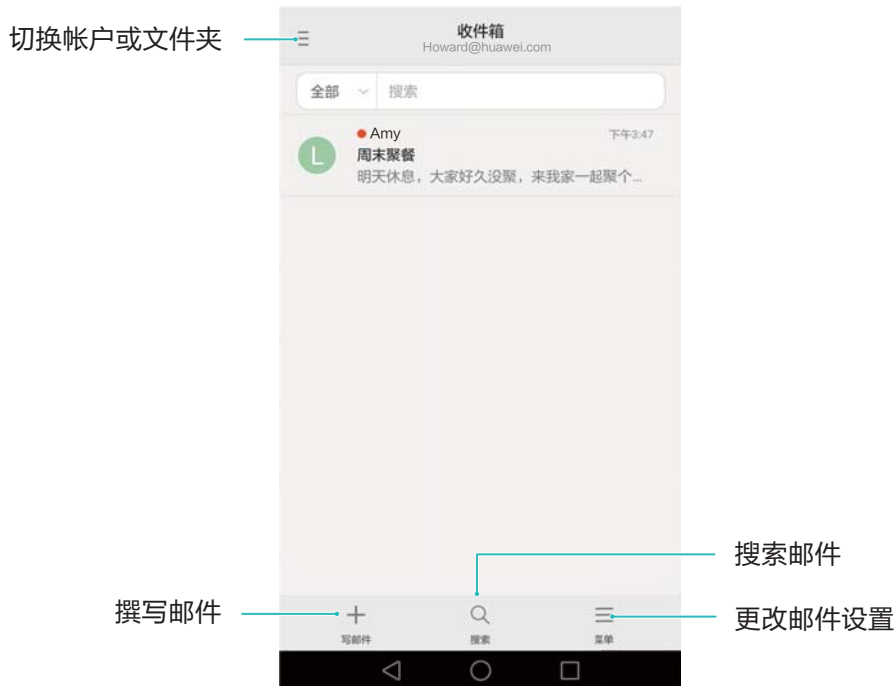 切换帐户或文件夹
收件箱
Howard@huawei.com
全部 搜索
Amy 下午3:47
L
周末聚餐
明天休息，大家好久没聚，来我家一起聚个...
搜索邮件
撰写邮件
更改邮件设置
写邮件 搜索 菜单